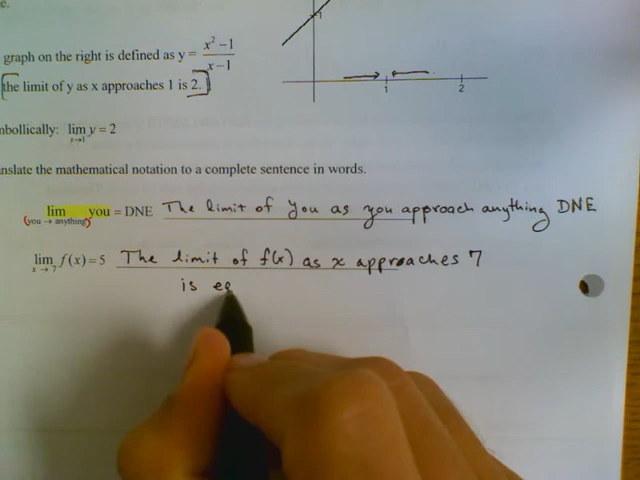 e.
1
graph on the right is defined as y = x² − 1 / x − 1
[the limit of y as x approaches 1 is 2.]
1 2
mbolically: lim x→1 y = 2
anslate the mathematical notation to a complete sentence in words.
lim (you → anything) you = DNE The limit of you as you approach anything DNE
lim x → 7 f(x) = 5 The limit of f(x) as x approaches 7
is eq